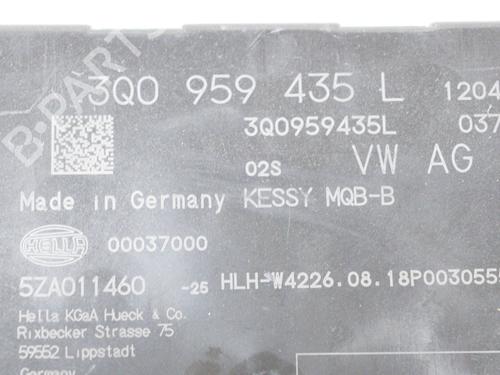 3Q0 959 435 L 1204
3Q0959435L 037
02S VW AG
Made in Germany KESSY MQB-B
HELLA 00037000
5ZA011460 -25 HLH-W4226.08.18P0030555
Hella KGaA Hueck & Co.
Rixbecker Strasse 75
59552 Lippstadt
Germany
B-PARTS